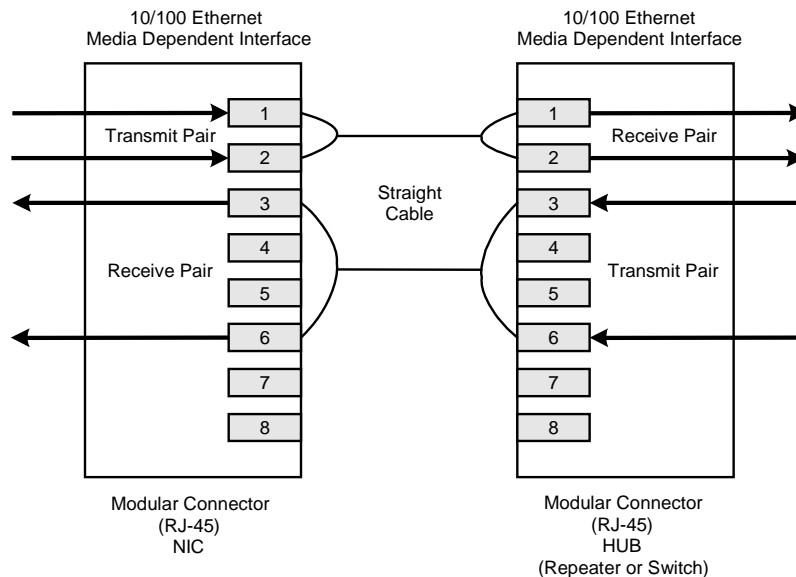 10/100 Ethernet
Media Dependent Interface
10/100 Ethernet
Media Dependent Interface
1
Transmit Pair
2
3
4
Receive Pair
5
6
7
8
Straight
Cable
1
Receive Pair
2
3
4
Transmit Pair
5
6
7
8
Modular Connector
(RJ-45)
NIC
Modular Connector
(RJ-45)
HUB
(Repeater or Switch)